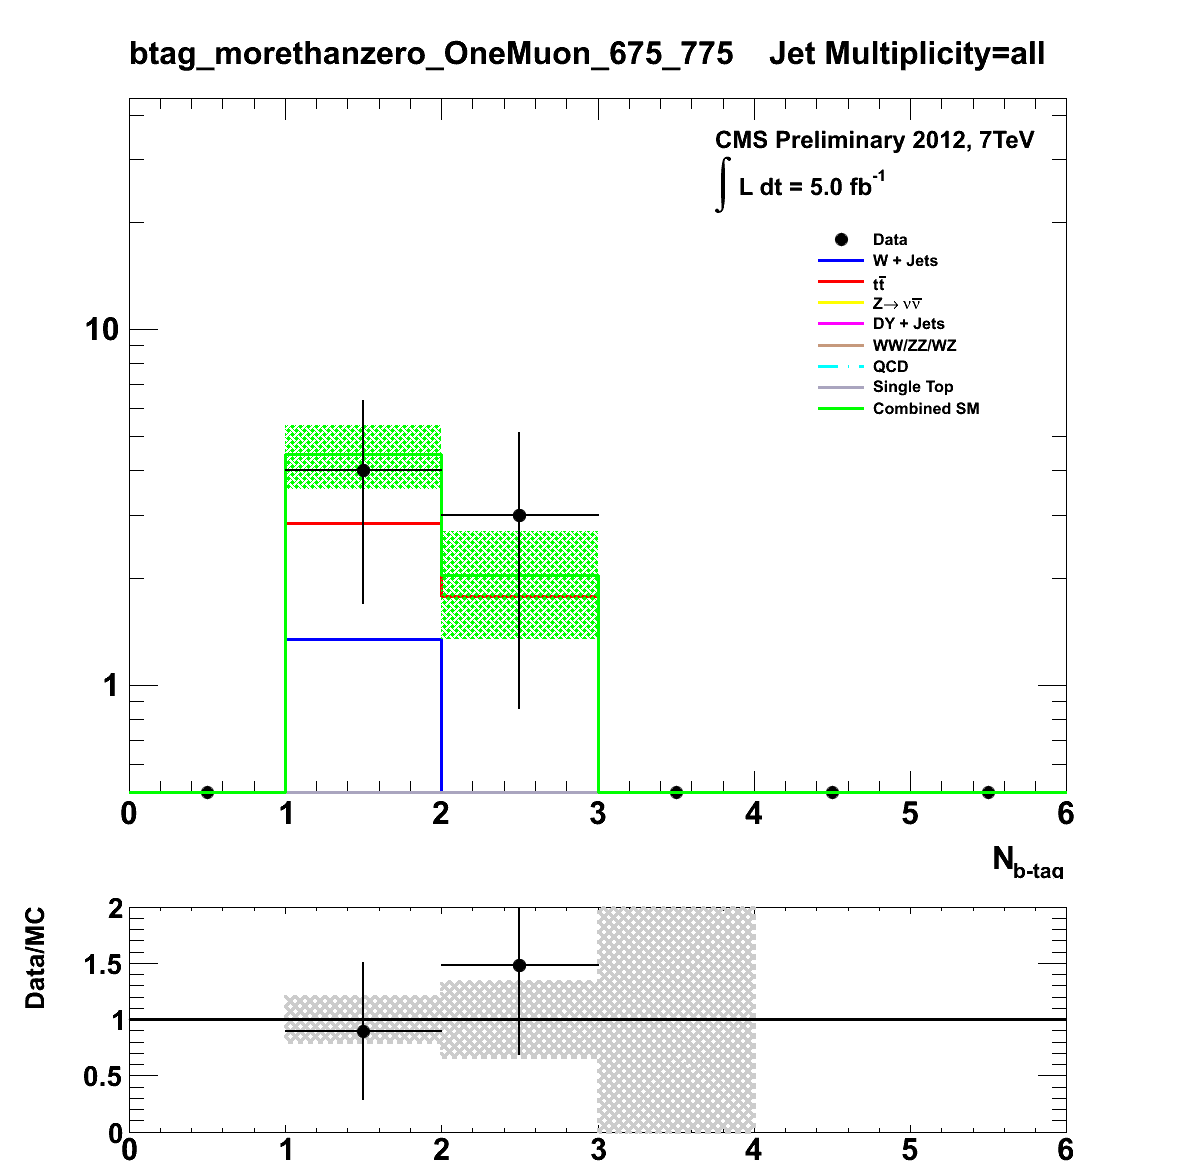 btag_morethanzero_OneMuon_675_775 Jet Multiplicity=all
CMS Preliminary 2012, 7TeV
∫ L dt = 5.0 fb⁻¹
Data
W + Jets
tt̅
Z→ νν̅
DY + Jets
WW/ZZ/WZ
QCD
Single Top
Combined SM
10
1
0 1 2 3 4 5 6
N_b-tag
Data/MC
2
1.5
1
0.5
0
0 1 2 3 4 5 6